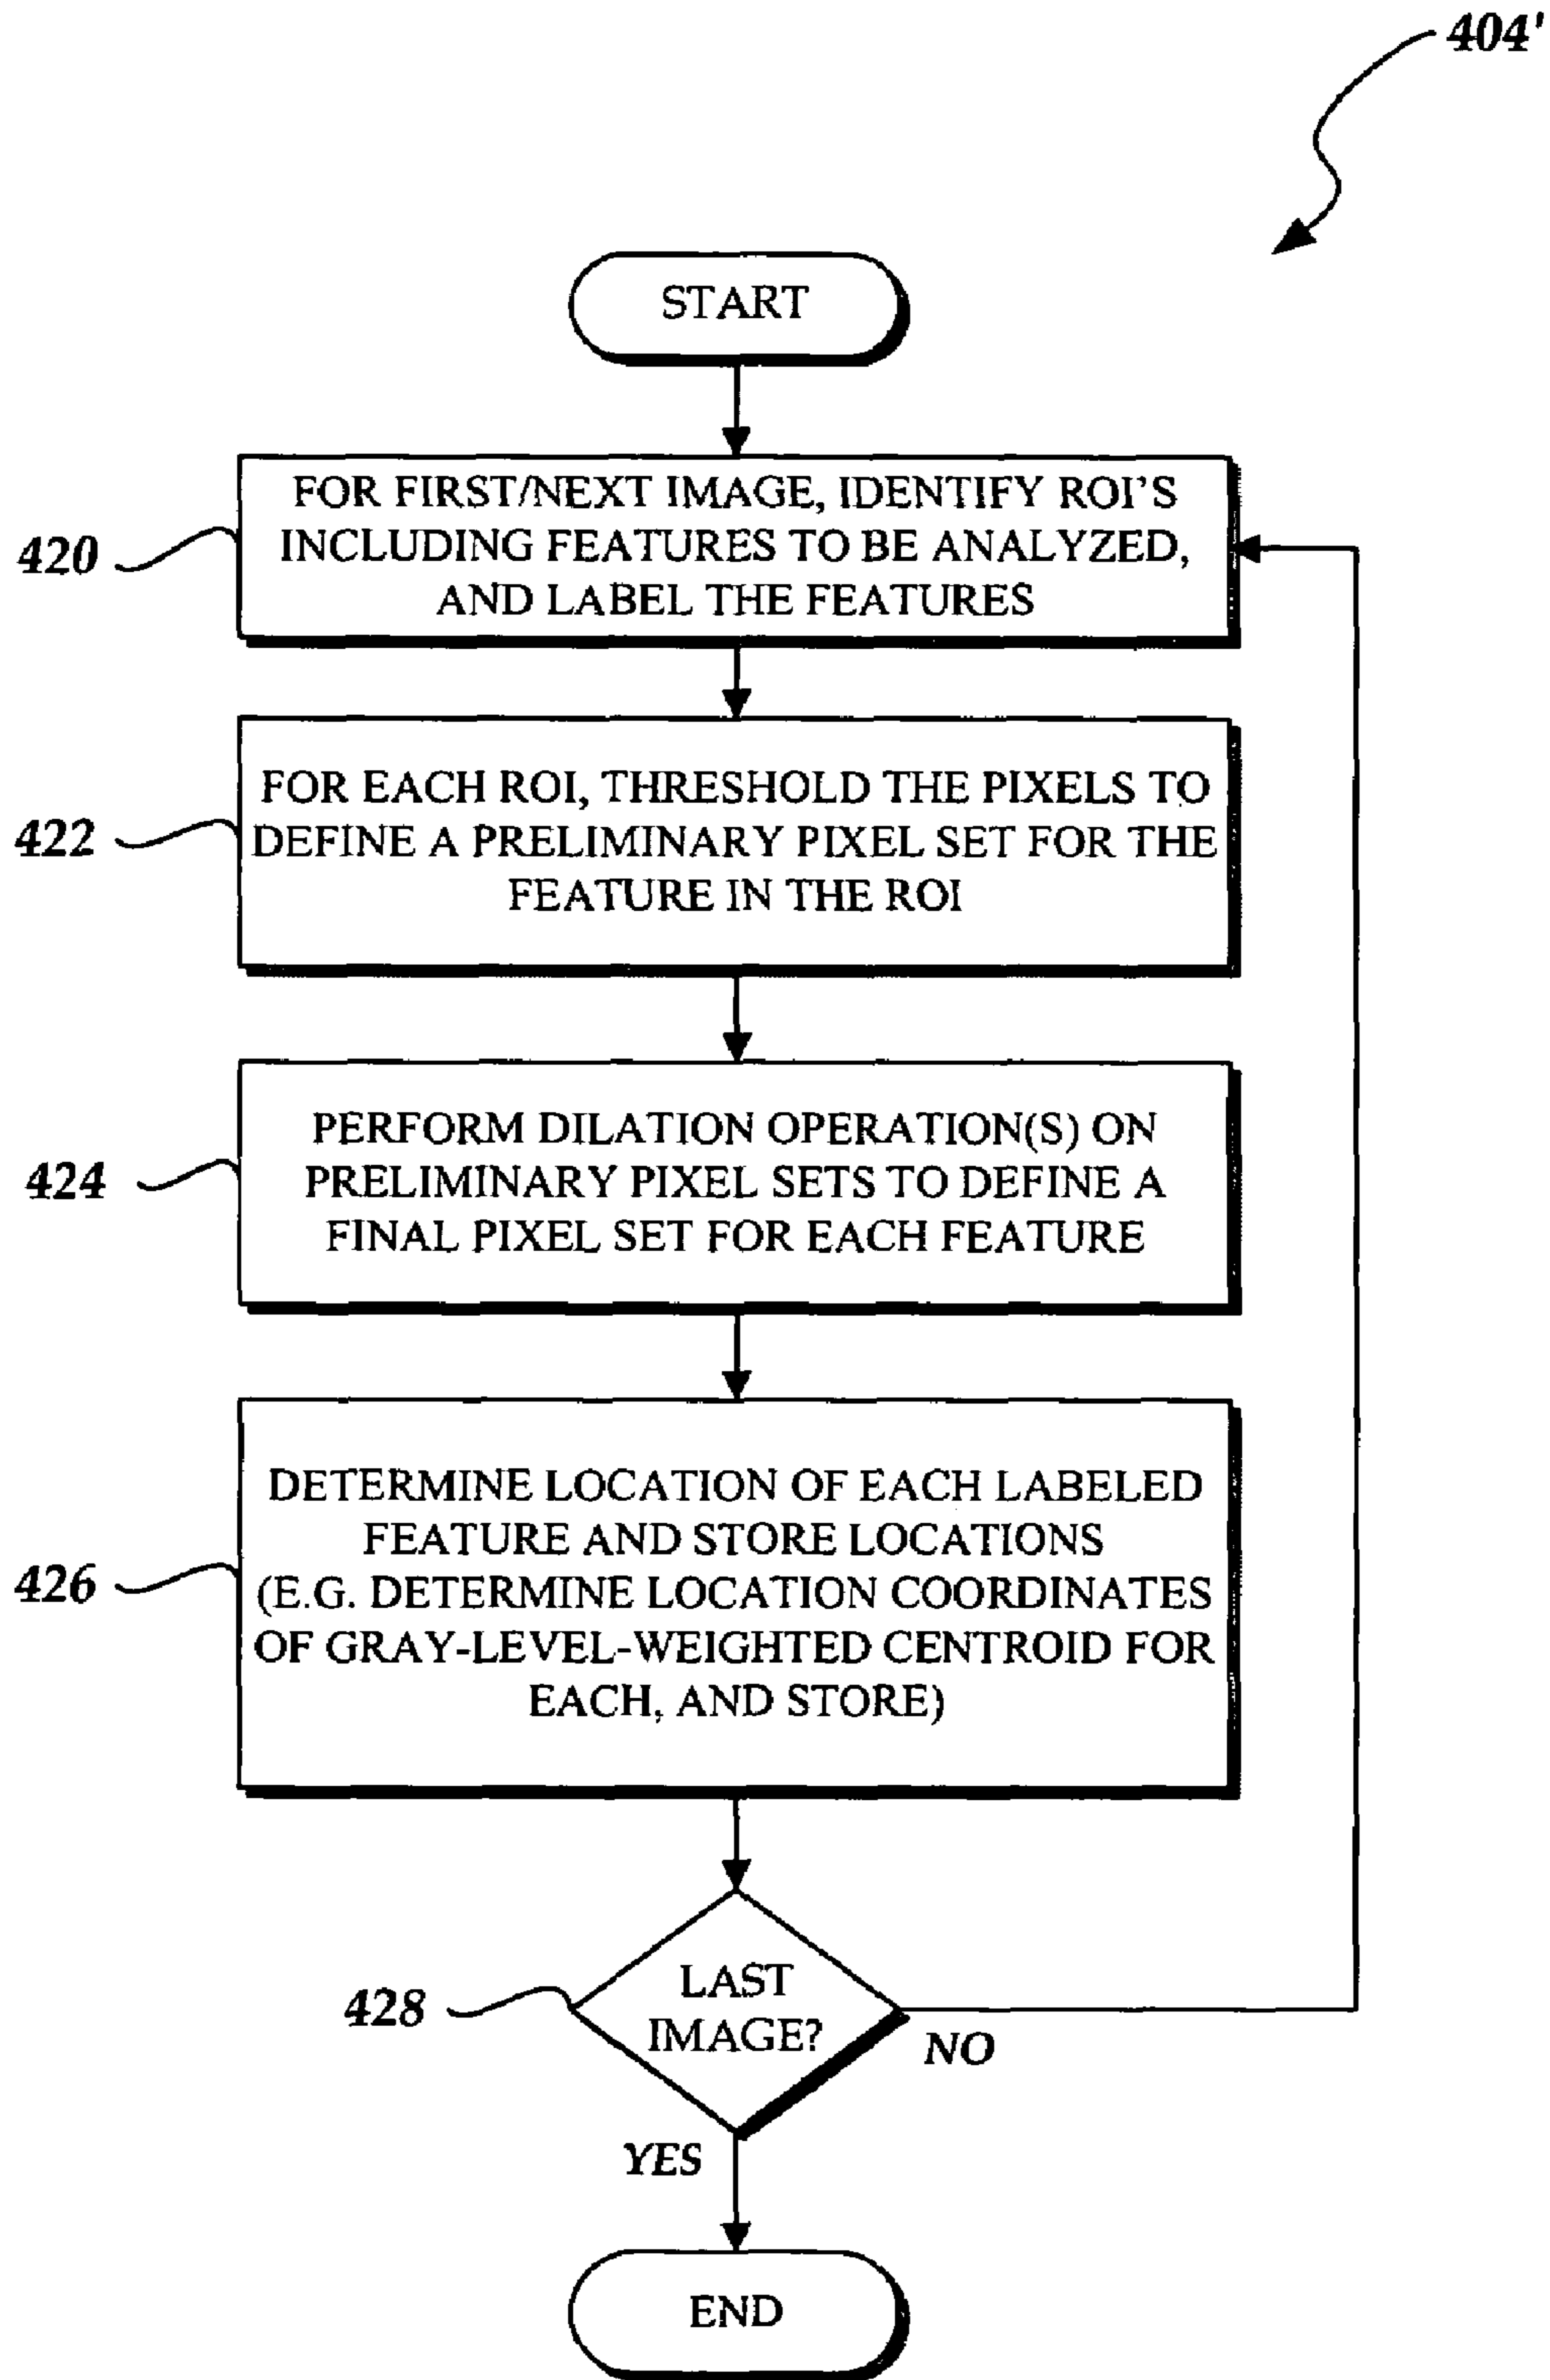 404'
START
420
FOR FIRST/NEXT IMAGE, IDENTIFY ROI'S
INCLUDING FEATURES TO BE ANALYZED,
AND LABEL THE FEATURES
422
FOR EACH ROI, THRESHOLD THE PIXELS TO
DEFINE A PRELIMINARY PIXEL SET FOR THE
FEATURE IN THE ROI
424
PERFORM DILATION OPERATION(S) ON
PRELIMINARY PIXEL SETS TO DEFINE A
FINAL PIXEL SET FOR EACH FEATURE
426
DETERMINE LOCATION OF EACH LABELED
FEATURE AND STORE LOCATIONS
(E.G. DETERMINE LOCATION COORDINATES
OF GRAY-LEVEL-WEIGHTED CENTROID FOR
EACH, AND STORE)
428
LAST
IMAGE?
NO
YES
END